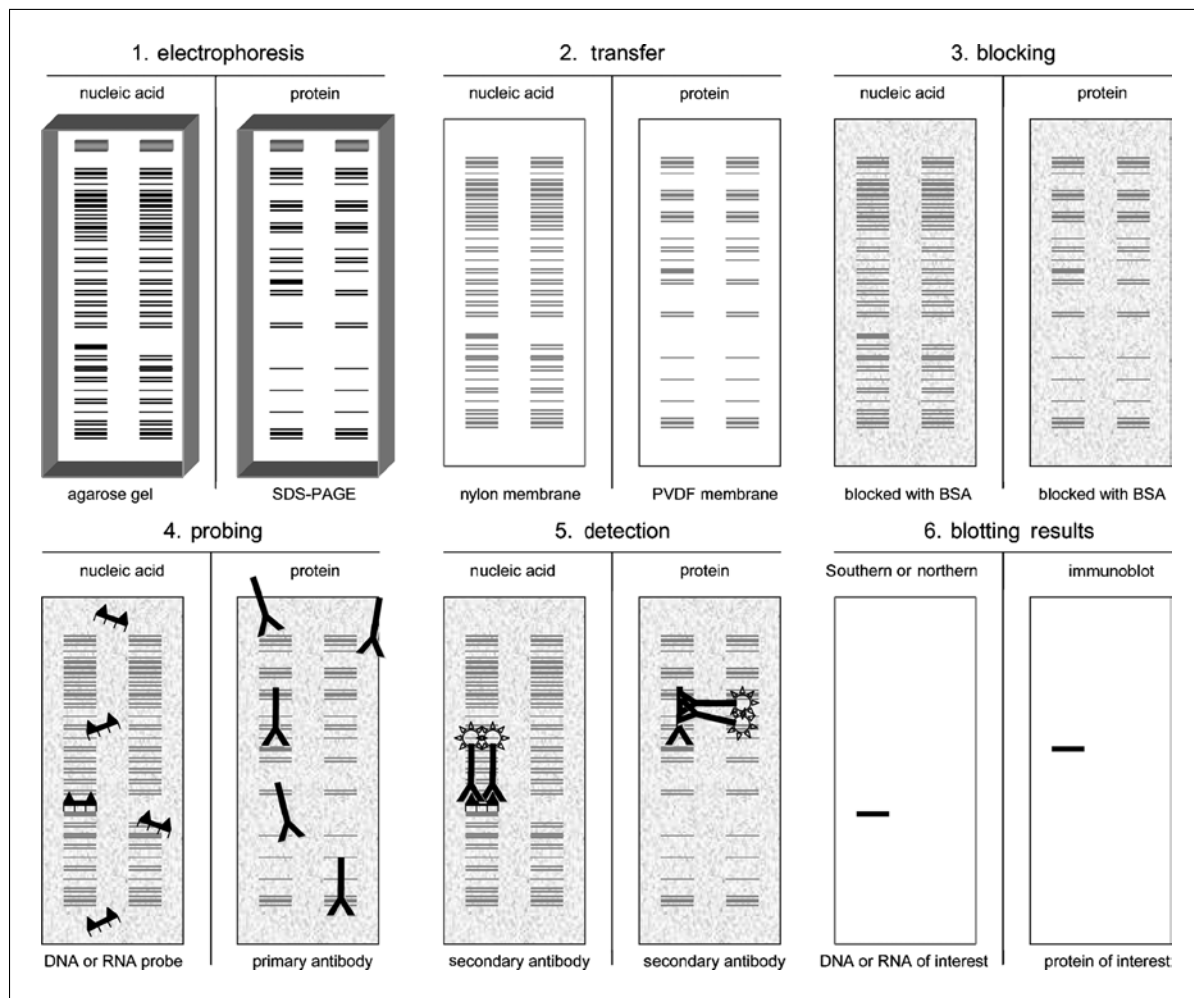 1. electrophoresis
nucleic acid
protein
agarose gel
SDS-PAGE
2. transfer
nucleic acid
protein
nylon membrane
PVDF membrane
3. blocking
nucleic acid
protein
blocked with BSA
blocked with BSA
4. probing
nucleic acid
protein
DNA or RNA probe
primary antibody
5. detection
nucleic acid
protein
secondary antibody
secondary antibody
6. blotting results
Southern or northern
immunoblot
DNA or RNA of interest
protein of interest